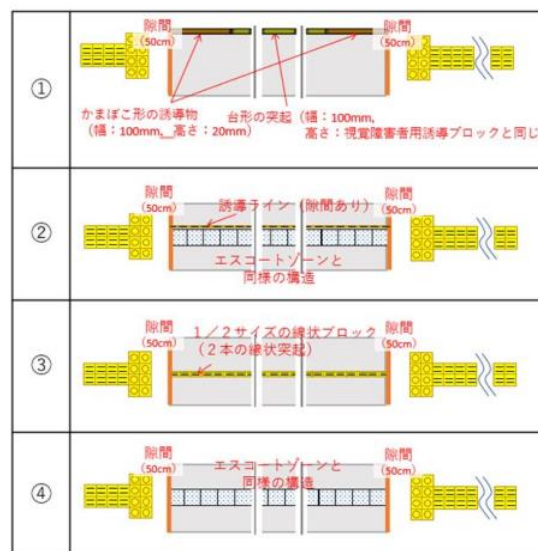 ①
隙間
(50cm)
隙間
(50cm)
かまぼこ形の誘導物
(幅:100mm, 高さ:20mm)
台形の突起(幅:100mm,
高さ:視覚障害者用誘導ブロックと同じ
②
隙間
(50cm)
隙間
(50cm)
誘導ライン(隙間あり)
エスコートゾーンと
同様の構造
③
隙間
(50cm)
隙間
(50cm)
1/2サイズの線状ブロック
(2本の線状突起)
④
隙間
(50cm)
隙間
(50cm)
エスコートゾーンと
同様の構造